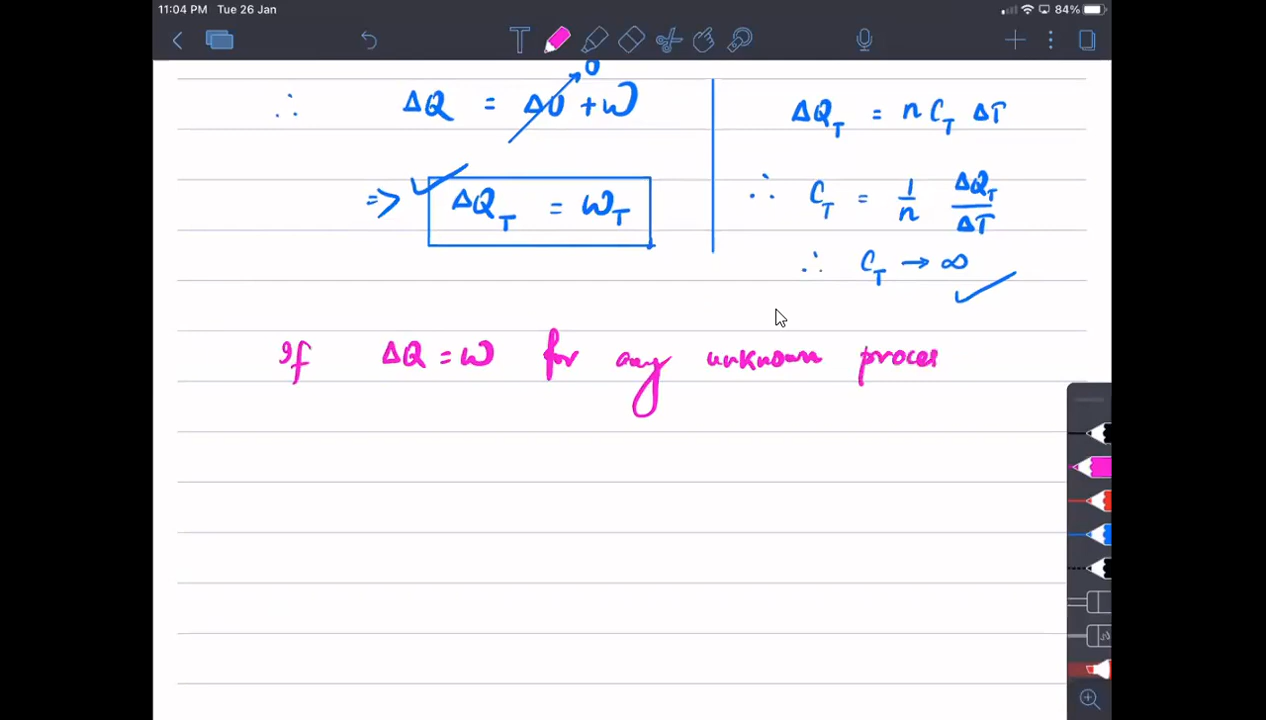 11:04 PM Tue 26 Jan 84%
T
0
∴ ΔQ = ΔU + W
=> ΔQ_T = W_T
ΔQ_T = n C_T ΔT
∴ C_T = 1/n ΔQ_T/ΔT
∴ C_T → ∞
If ΔQ = W for any unknown proces